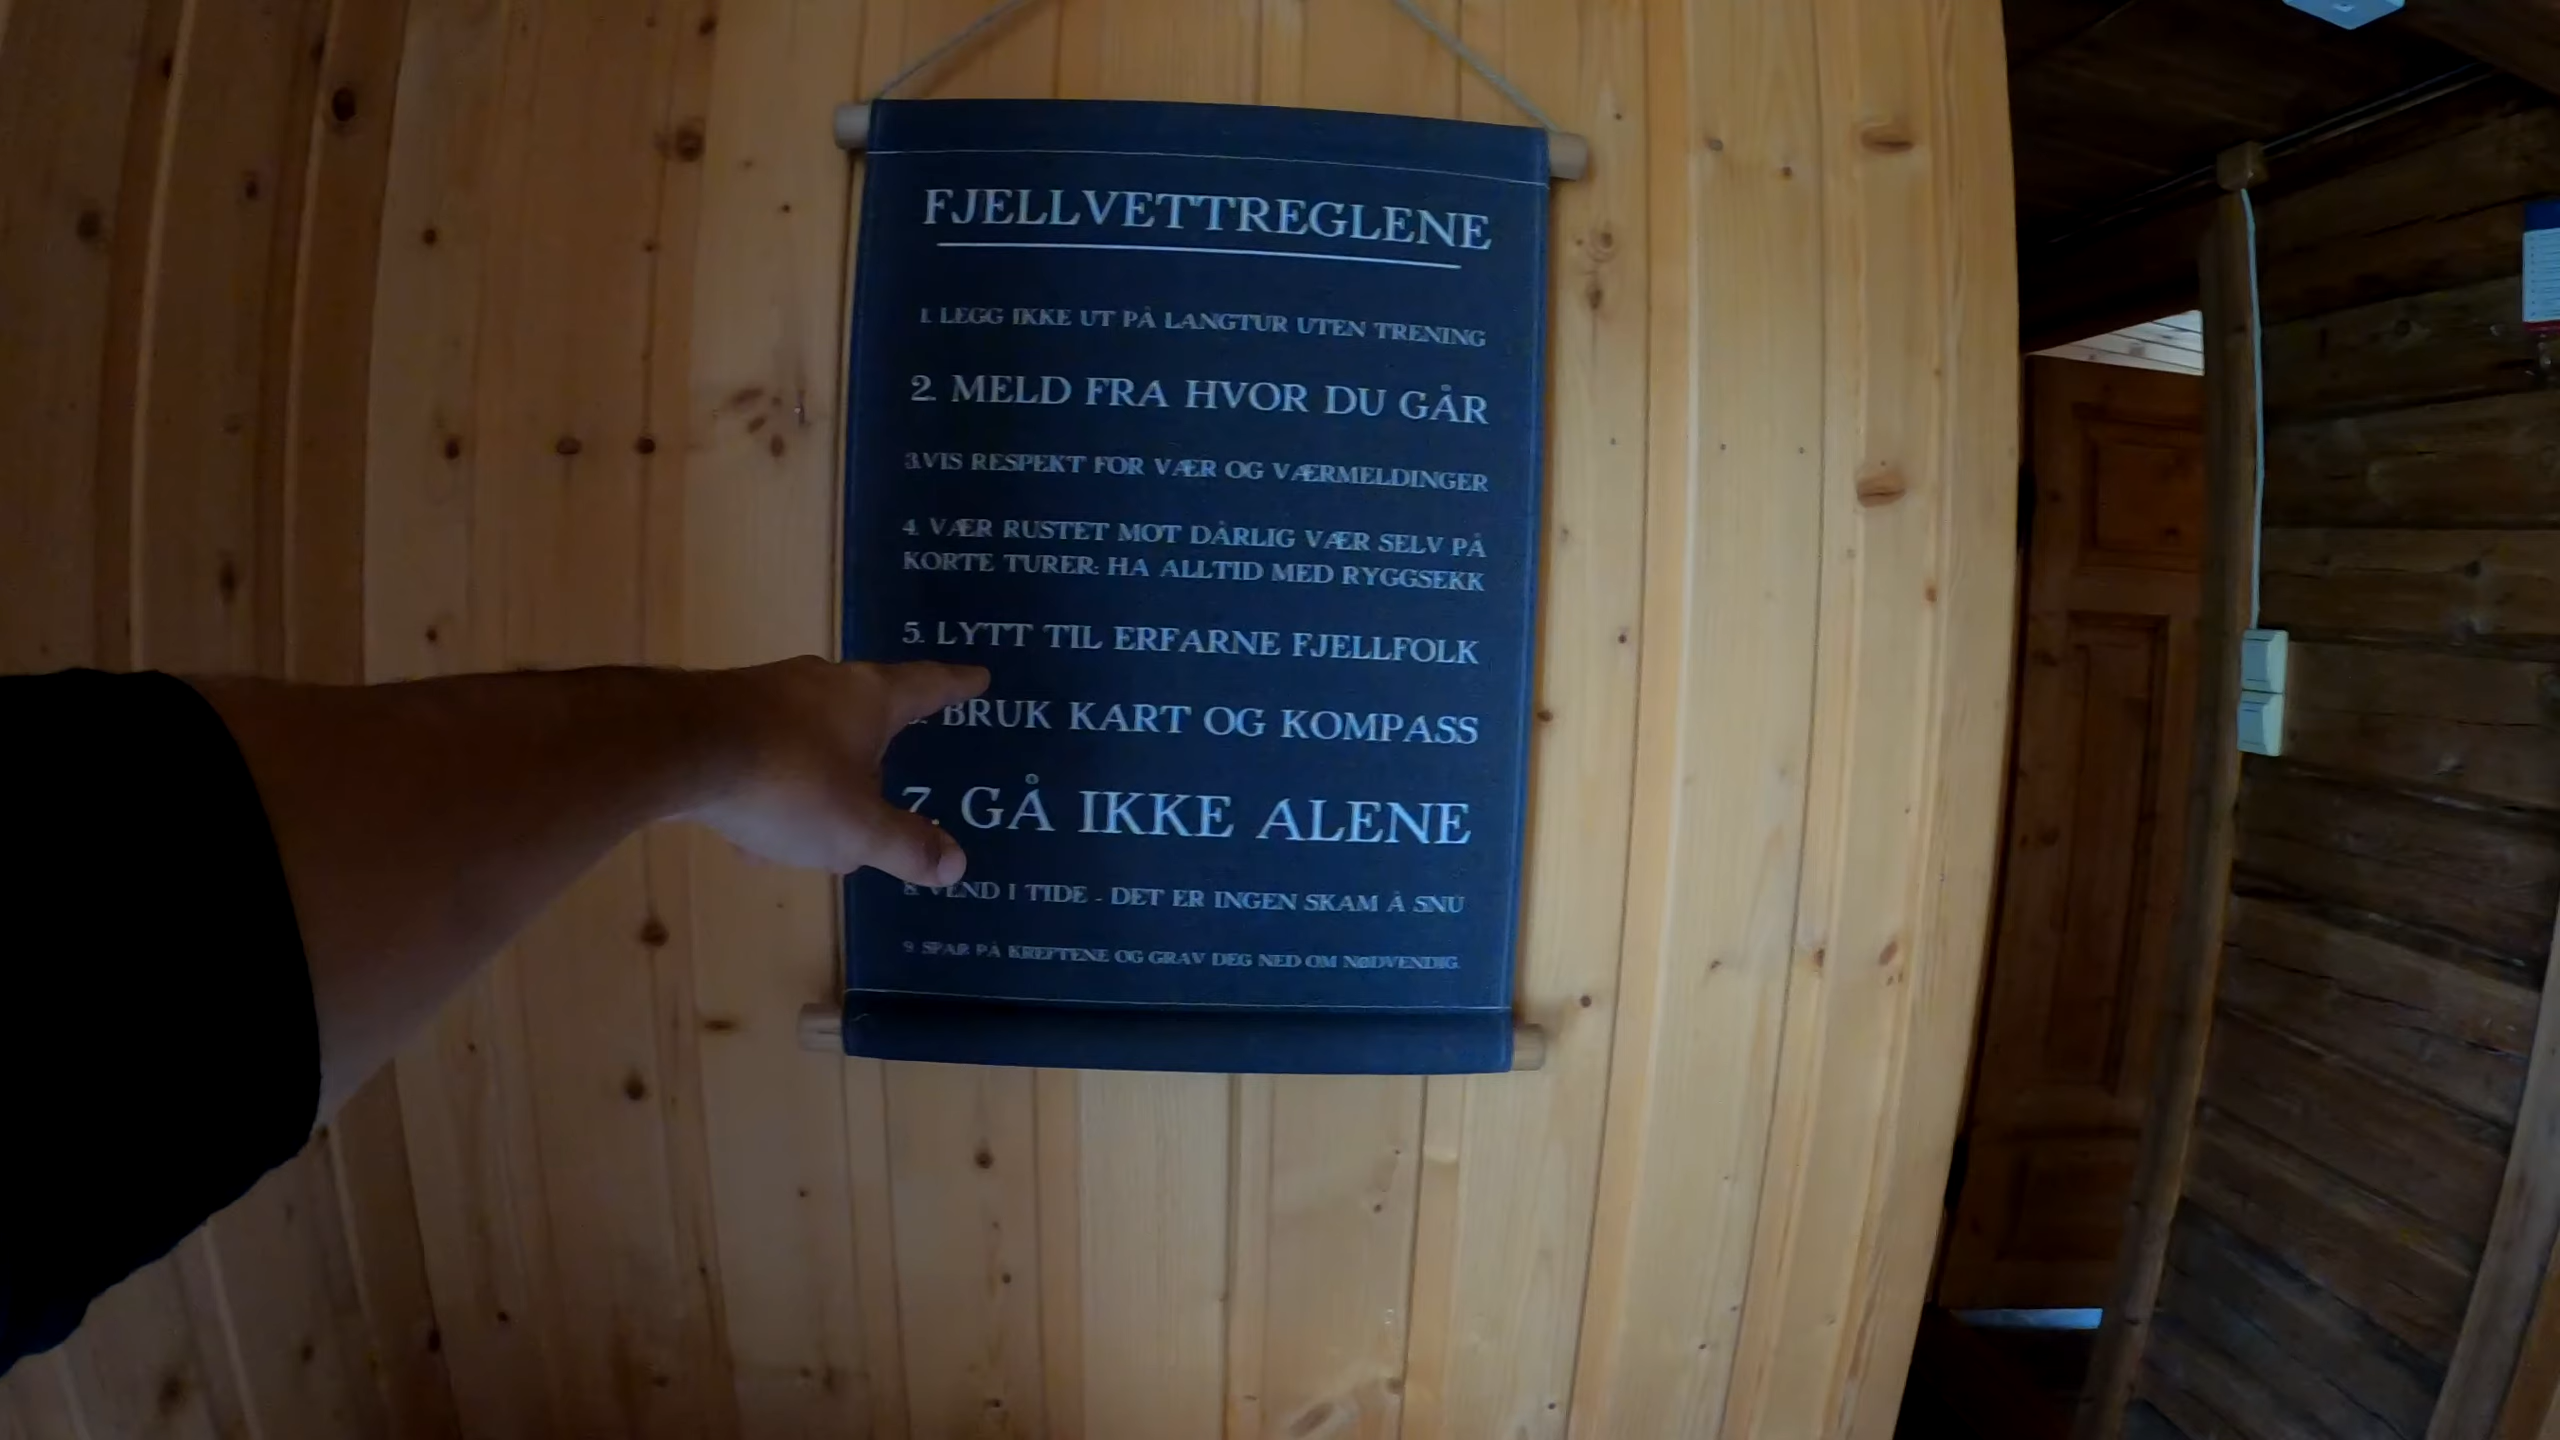 FJELLVETTREGLENE
1. LEGG IKKE UT PÅ LANGTUR UTEN TRENING
2. MELD FRA HVOR DU GÅR
3.VIS RESPEKT FOR VÆR OG VÆRMELDINGER
4. VÆR RUSTET MOT DÅRLIG VÆR SELV PÅ
KORTE TURER: HA ALLTID MED RYGGSEKK
5. LYTT TIL ERFARNE FJELLFOLK
BRUK KART OG KOMPASS
7. GÅ IKKE ALENE
8. VEND I TIDE - DET ER INGEN SKAM Å SNU
9. SPAR PÅ KREFTENE OG GRAV DEG NED OM NØDVENDIG.